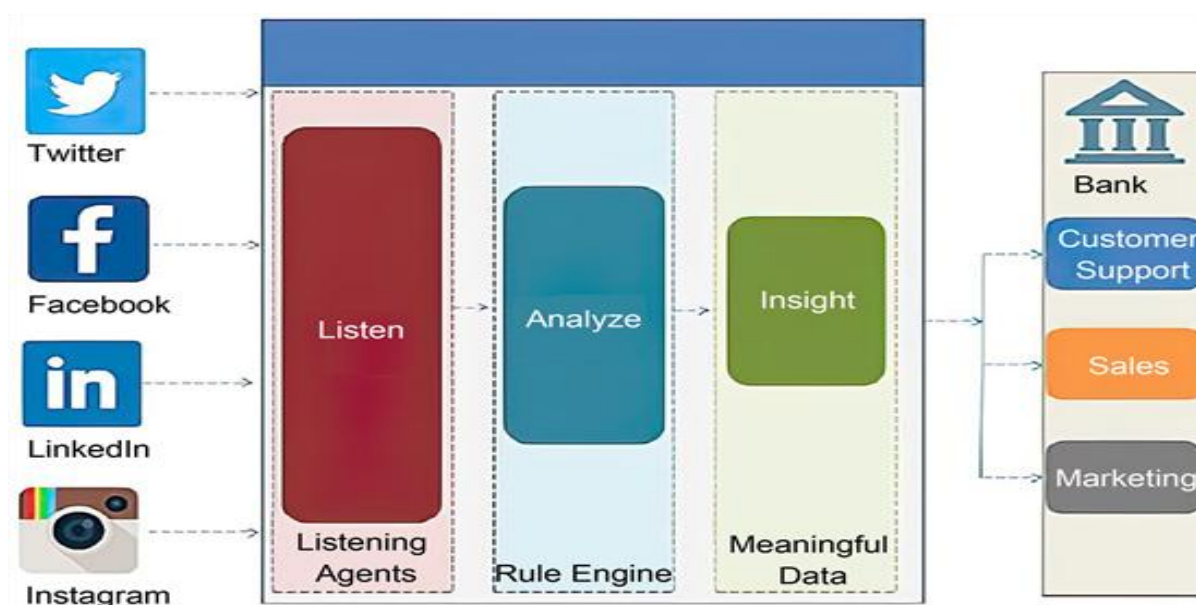 Twitter
Facebook
LinkedIn
Instagram
Listen
Listening
Agents
Analyze
Rule Engine
Insight
Meaningful
Data
Bank
Customer
Support
Sales
Marketing